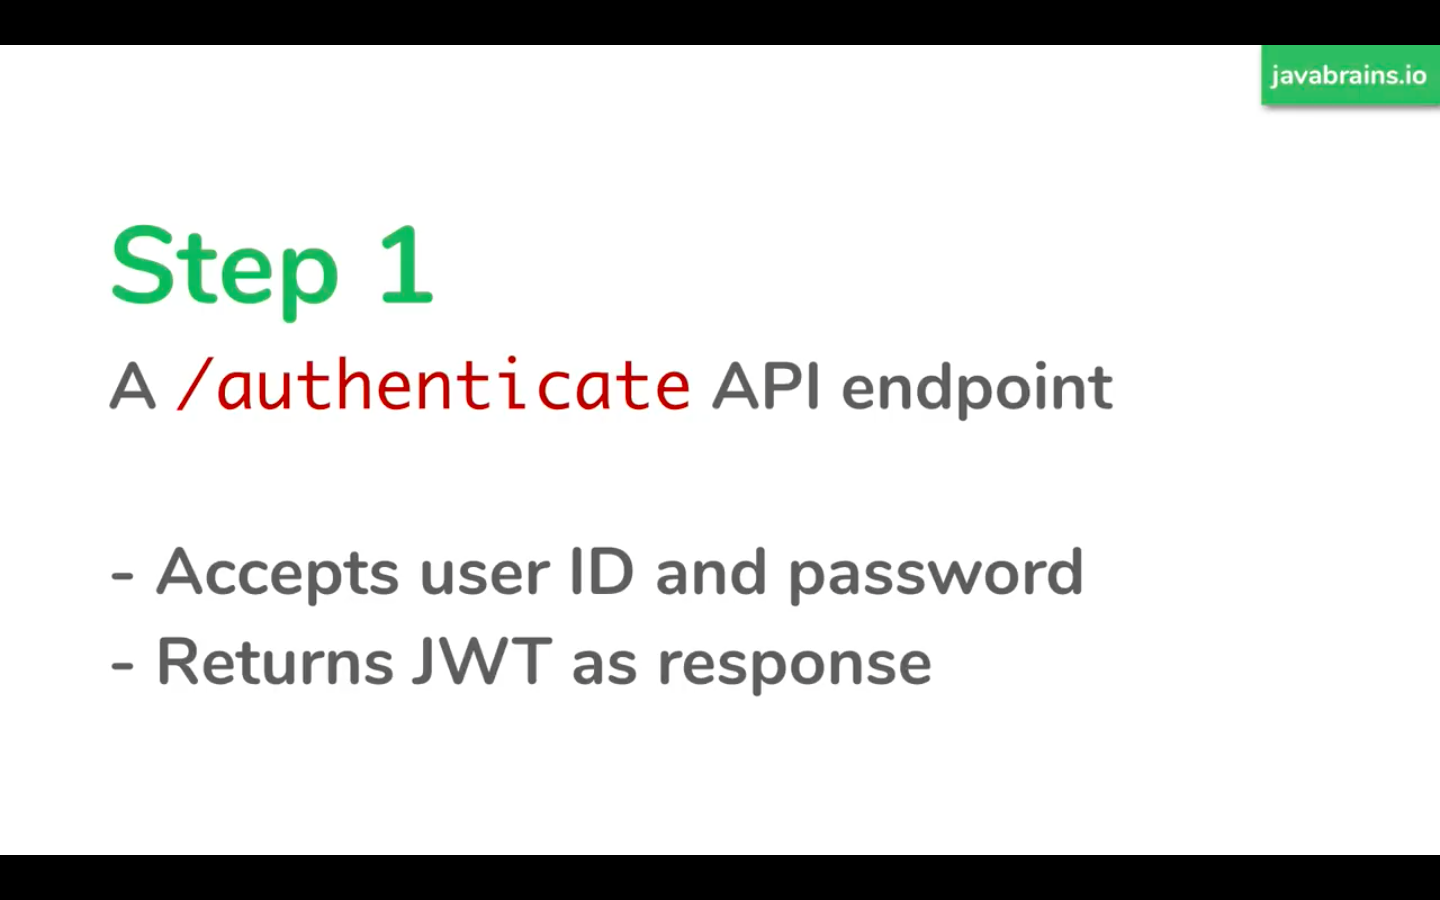 javabrains.io
Step 1
A /authenticate API endpoint
- Accepts user ID and password
- Returns JWT as response